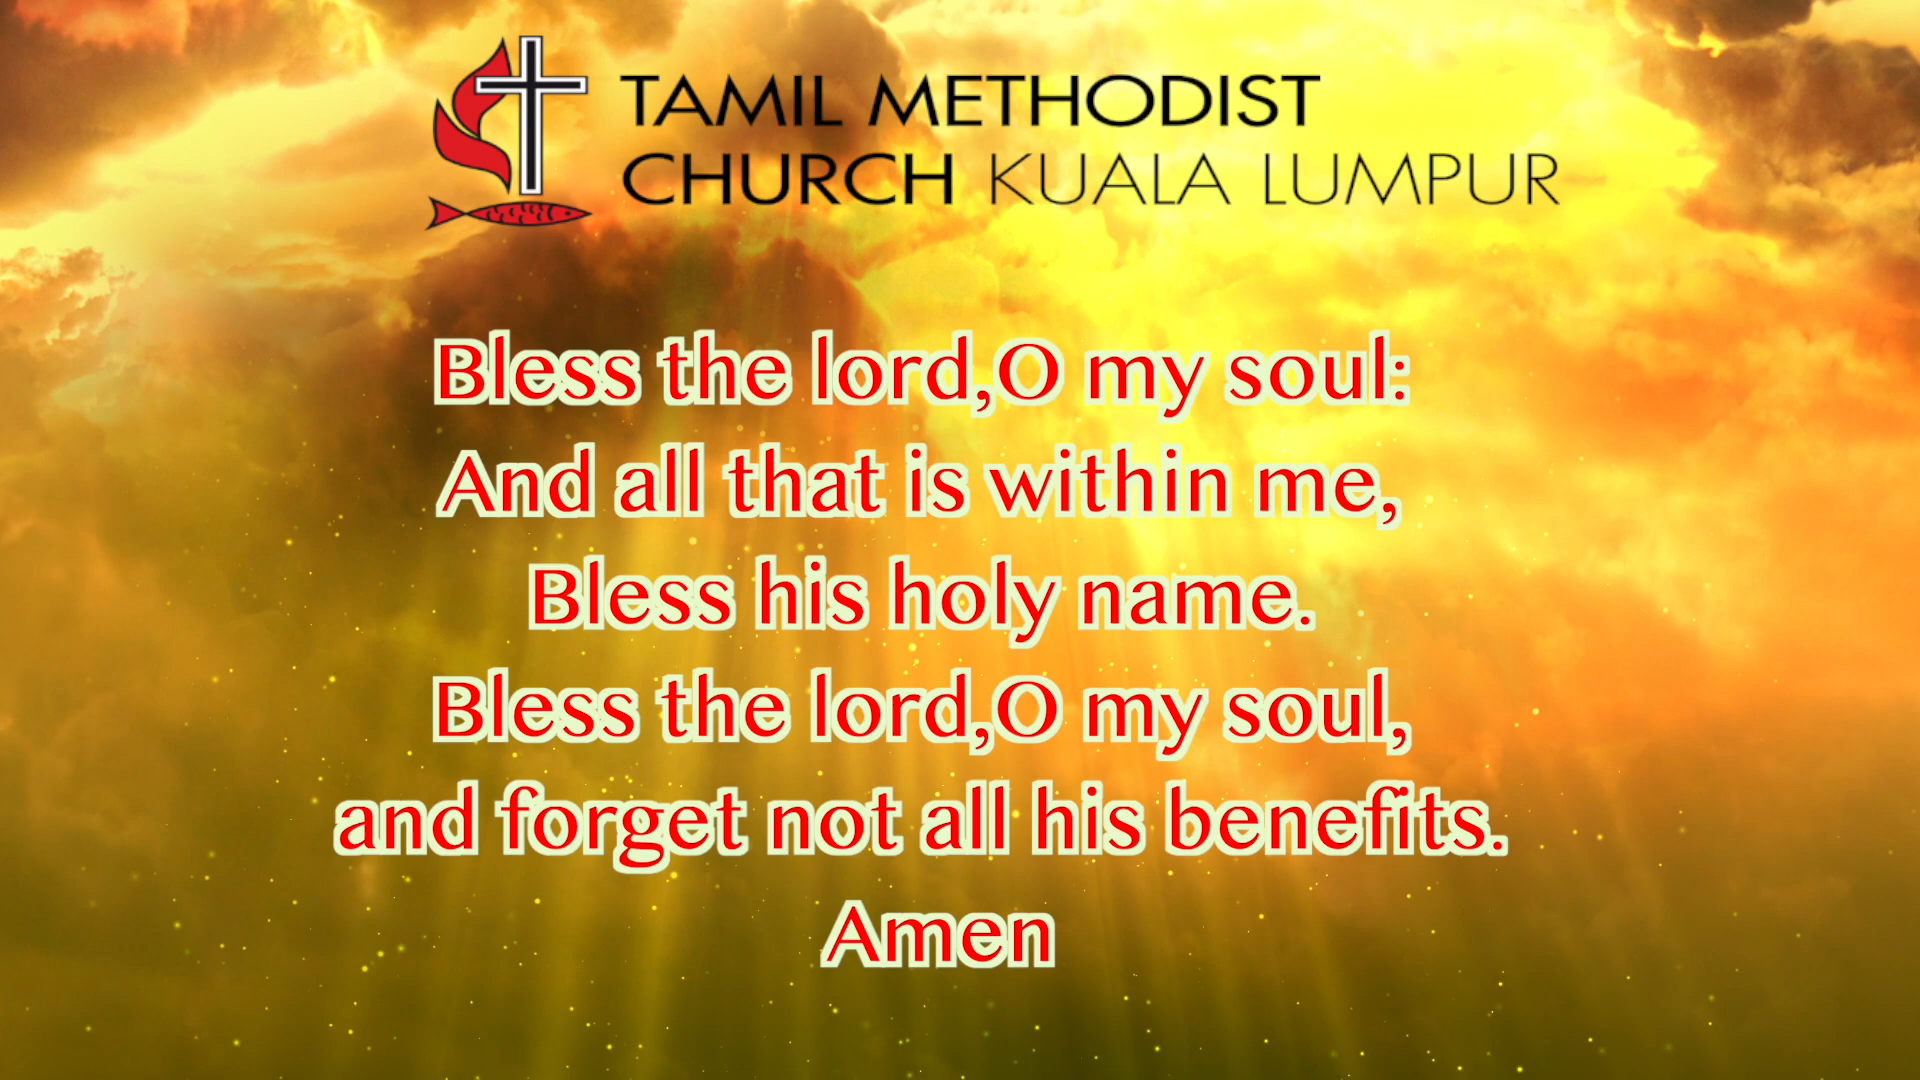 TAMIL METHODIST
CHURCH KUALA LUMPUR
Bless the lord,O my soul:
And all that is within me,
Bless his holy name.
Bless the lord,O my soul,
and forget not all his benefits.
Amen